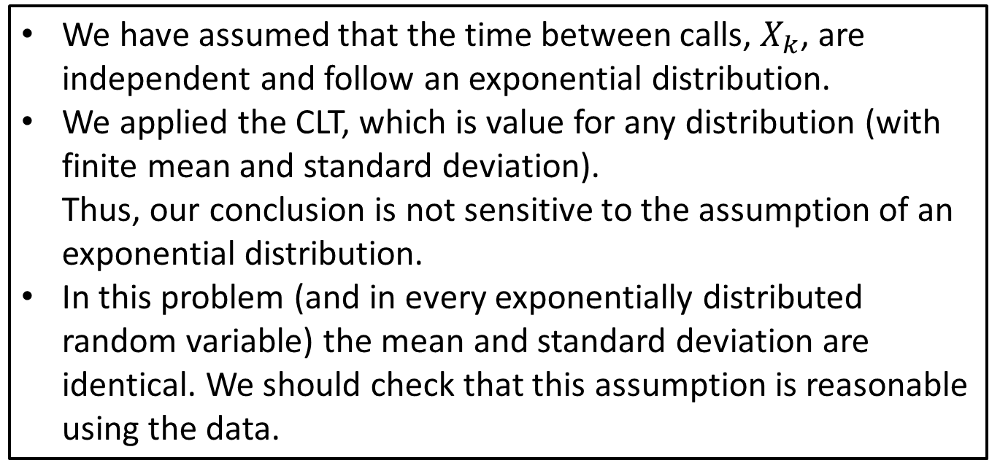 • We have assumed that the time between calls, X_k, are
independent and follow an exponential distribution.
• We applied the CLT, which is value for any distribution (with
finite mean and standard deviation).
Thus, our conclusion is not sensitive to the assumption of an
exponential distribution.
• In this problem (and in every exponentially distributed
random variable) the mean and standard deviation are
identical. We should check that this assumption is reasonable
using the data.